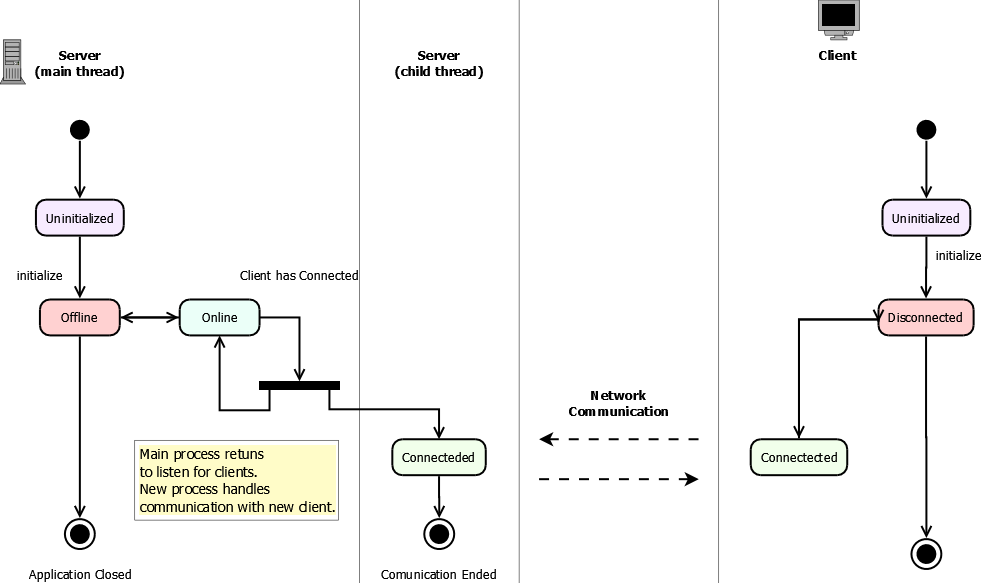 Server
(main thread)
Server
(child thread)
Client
Uninitialized
Uninitialized
initialize
Client has Connected
initialize
Offline
Online
Disconnected
Network
Communication
Connecteded
Connectected
Main process retuns
to listen for clients.
New process handles
communication with new client.
Application Closed
Comunication Ended